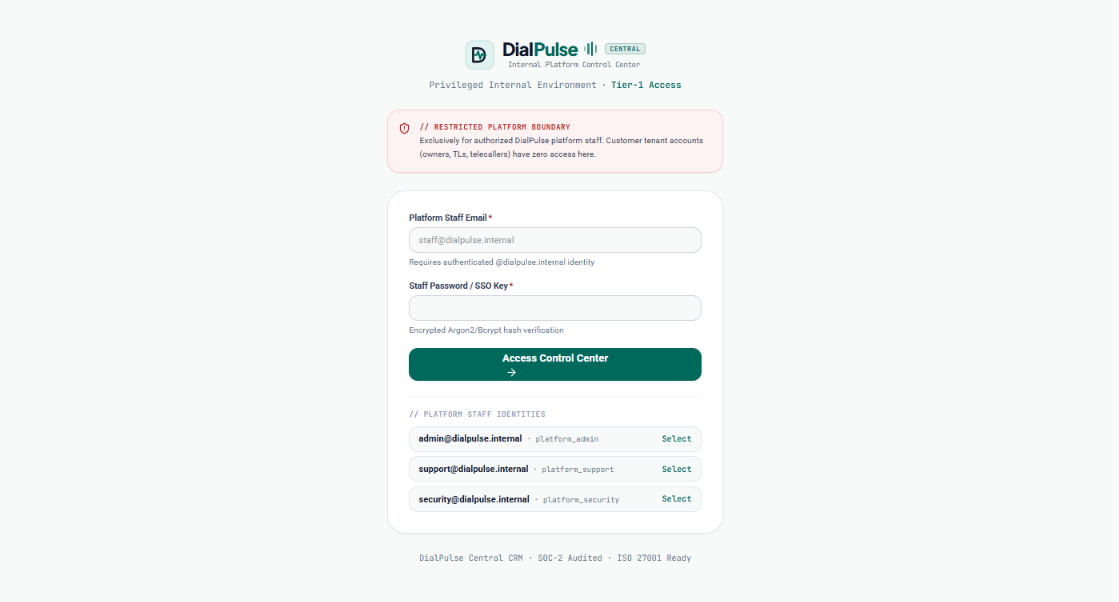 DialPulse CENTRAL
Internal Platform Control Center
Privileged Internal Environment · Tier-1 Access
// RESTRICTED PLATFORM BOUNDARY
Exclusively for authorized DialPulse platform staff. Customer tenant accounts
(owners, TLs, telecallers) have zero access here.
Platform Staff Email *
staff@dialpulse.internal
Requires authenticated @dialpulse.internal identity
Staff Password / SSO Key *
Encrypted Argon2/Bcrypt hash verification
Access Control Center
→
// PLATFORM STAFF IDENTITIES
admin@dialpulse.internal · platform_admin Select
support@dialpulse.internal · platform_support Select
security@dialpulse.internal · platform_security Select
DialPulse Central CRM · SOC-2 Audited · ISO 27001 Ready